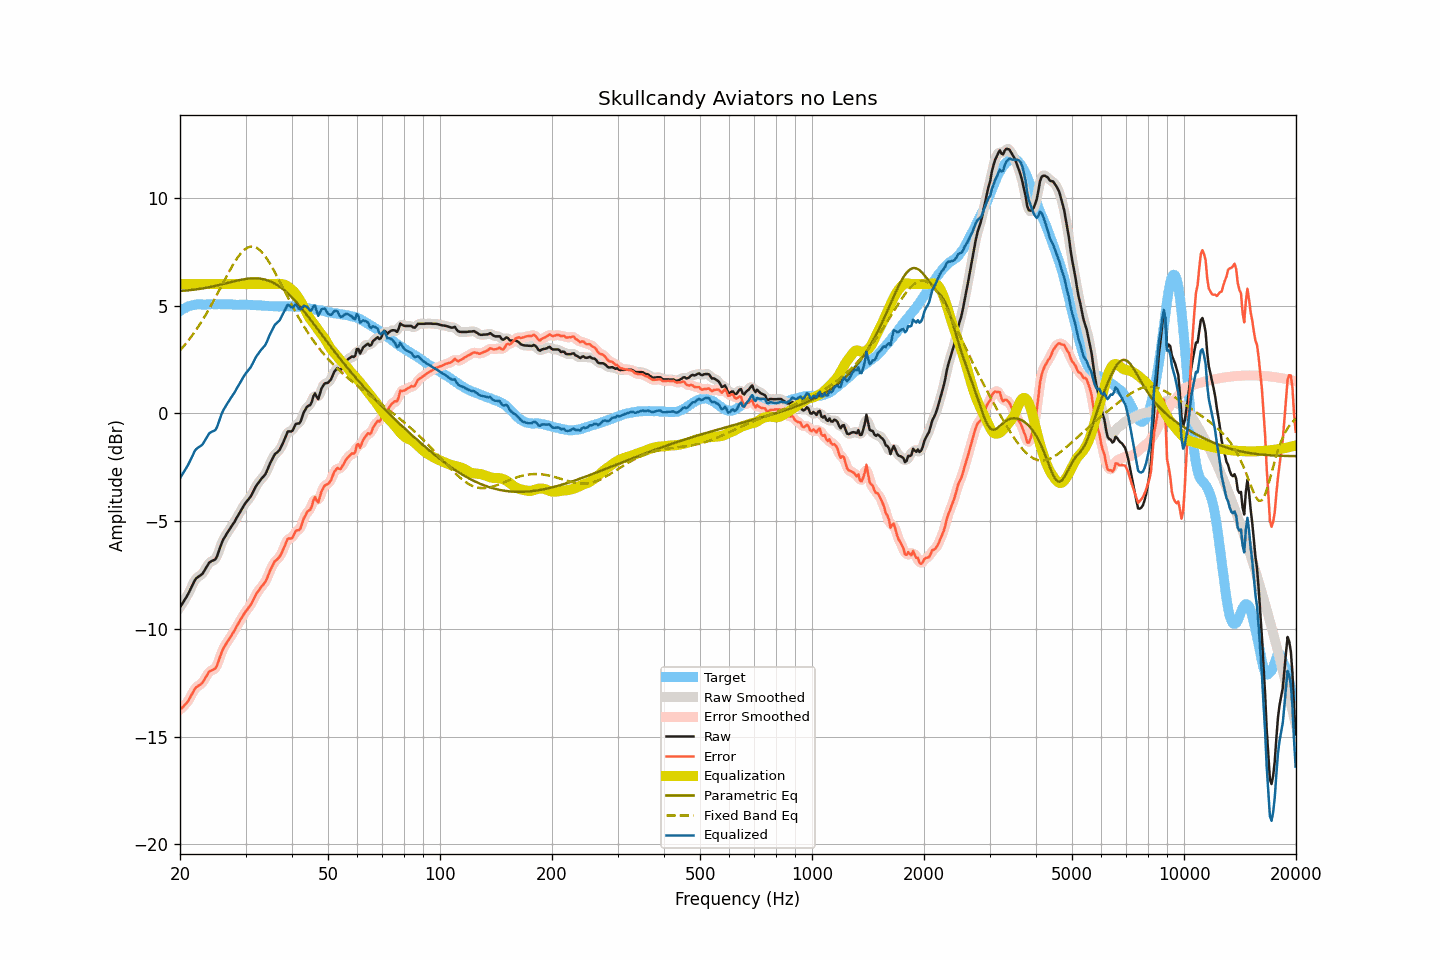 Skullcandy Aviators no Lens
10
5
0
−5
−10
−15
−20
Amplitude (dBr)
Target
Raw Smoothed
Error Smoothed
Raw
Error
Equalization
Parametric Eq
Fixed Band Eq
Equalized
20 50 100 200 500 1000 2000 5000 10000 20000
Frequency (Hz)